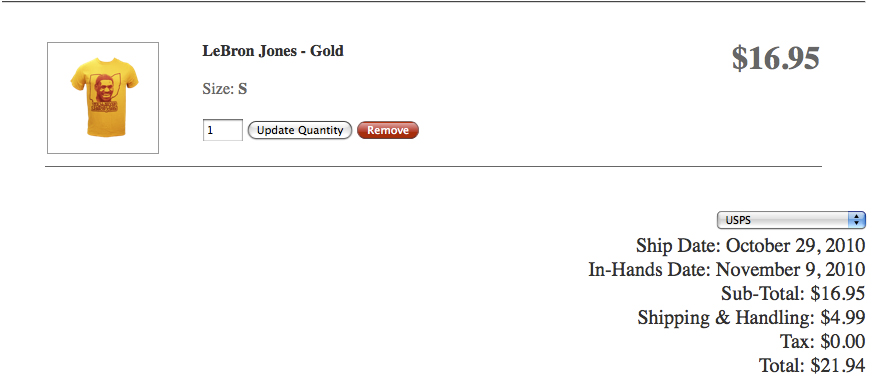 LeBron Jones - Gold
$16.95
Size: S
1 Update Quantity Remove
USPS
Ship Date: October 29, 2010
In-Hands Date: November 9, 2010
Sub-Total: $16.95
Shipping & Handling: $4.99
Tax: $0.00
Total: $21.94